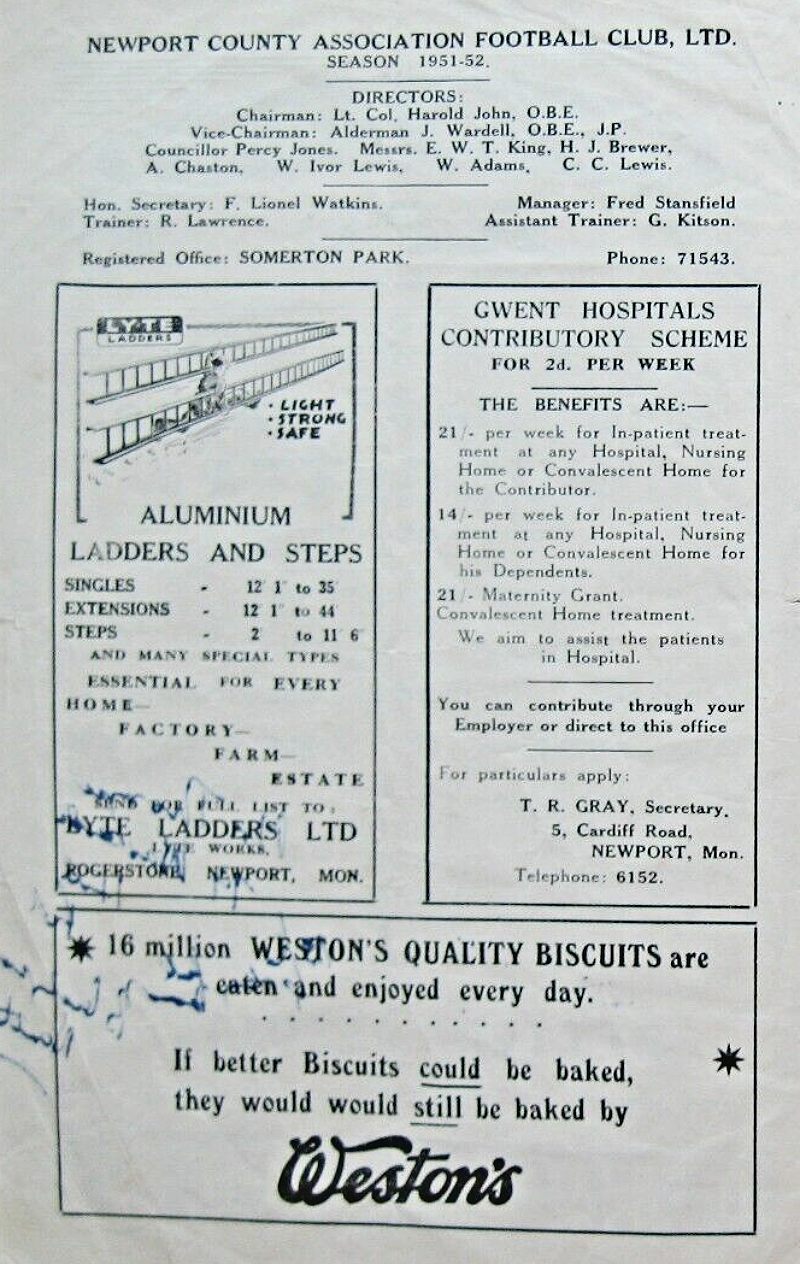 NEWPORT COUNTY ASSOCIATION FOOTBALL CLUB, LTD.
SEASON 1951-52.
DIRECTORS:
Chairman: Lt. Col. Harold John, O.B.E.
Vice-Chairman: Alderman J. Wardell, O.B.E., J.P.
Councillor Percy Jones. Messrs. E. W. T. King, H. J. Brewer,
A. Chaston, W. Ivor Lewis, W. Adams, C. C. Lewis.
Hon. Secretary: F. Lionel Watkins. Manager: Fred Stansfield
Trainer: R. Lawrence. Assistant Trainer: G. Kitson.
Registered Office: SOMERTON PARK. Phone: 71543.
LYTE
LADDERS
· LIGHT
· STRONG
· SAFE
ALUMINIUM
LADDERS AND STEPS
SINGLES - 12' 1" to 35'
EXTENSIONS - 12' 1" to 44'
STEPS - 2' to 11' 6"
AND MANY SPECIAL TYPES
ESSENTIAL FOR EVERY
HOME—
FACTORY—
FARM—
ESTATE
SEND FOR FULL LIST TO:
LYTE LADDERS LTD
LYTE WORKS,
ROGERSTONE, NEWPORT, MON.
GWENT HOSPITALS
CONTRIBUTORY SCHEME
FOR 2d. PER WEEK
THE BENEFITS ARE:—
21/- per week for In-patient treat-
ment at any Hospital, Nursing
Home or Convalescent Home for
the Contributor.
14/- per week for In-patient treat-
ment at any Hospital, Nursing
Home or Convalescent Home for
his Dependents.
21/- Maternity Grant.
Convalescent Home treatment.
We aim to assist the patients
in Hospital.
You can contribute through your
Employer or direct to this office
For particulars apply:
T. R. GRAY, Secretary,
5, Cardiff Road,
NEWPORT, Mon.
Telephone: 6152.
16 million WESTON'S QUALITY BISCUITS are
eaten and enjoyed every day.
If better Biscuits could be baked,
they would would still be baked by
Weston's